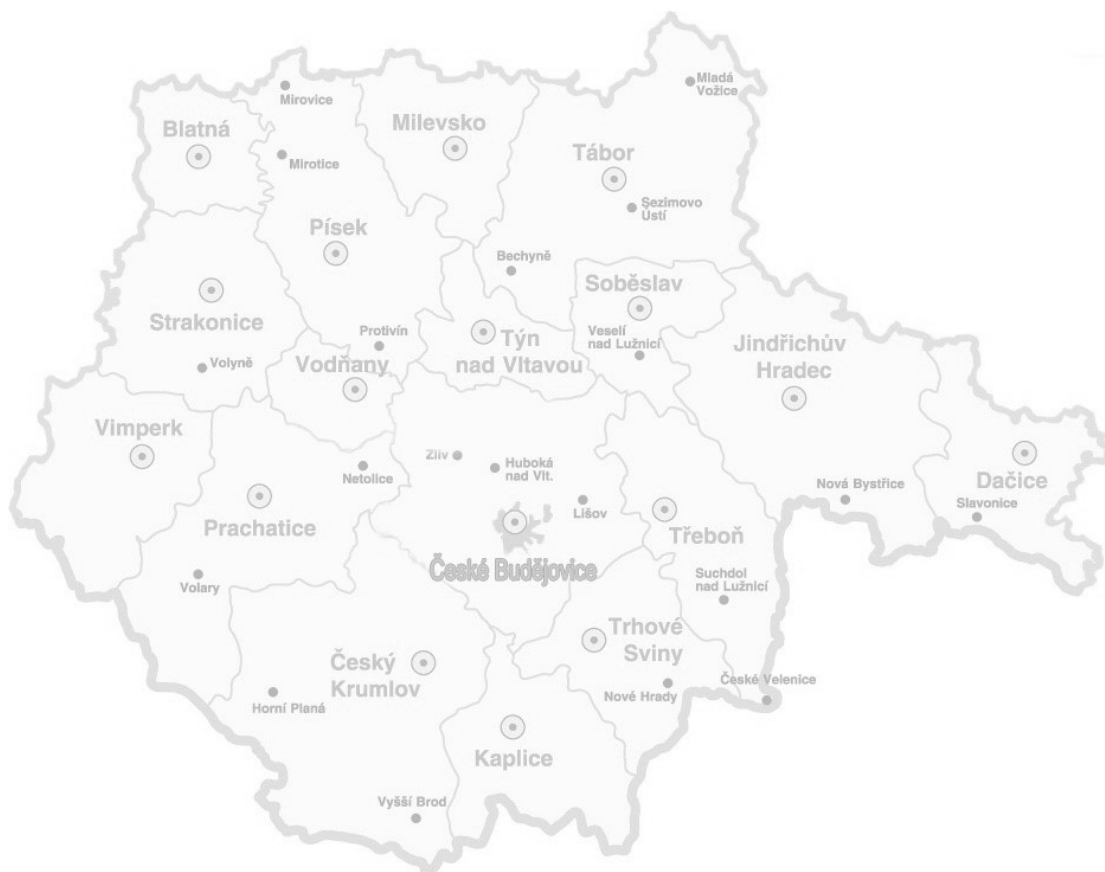 Mladá
Vožice
Mirovice
Blatná
Milevsko
Tábor
Mirotice
Sezimovo
Ústí
Písek
Bechyně
Soběslav
Strakonice
Protivín
Týn
nad Vltavou
Veselí
nad Lužnicí
Jindřichův
Hradec
Volyně
Vodňany
Vimperk
Zliv
Huboká
nad Vlt.
Netolice
Dačice
Nová Bystřice
Slavonice
Prachatice
Lišov
Třeboň
České Budějovice
Volary
Suchdol
nad Lužnicí
Trhové
Sviny
Český
Krumlov
České Velenice
Nové Hrady
Horní Planá
Kaplice
Vyšší Brod